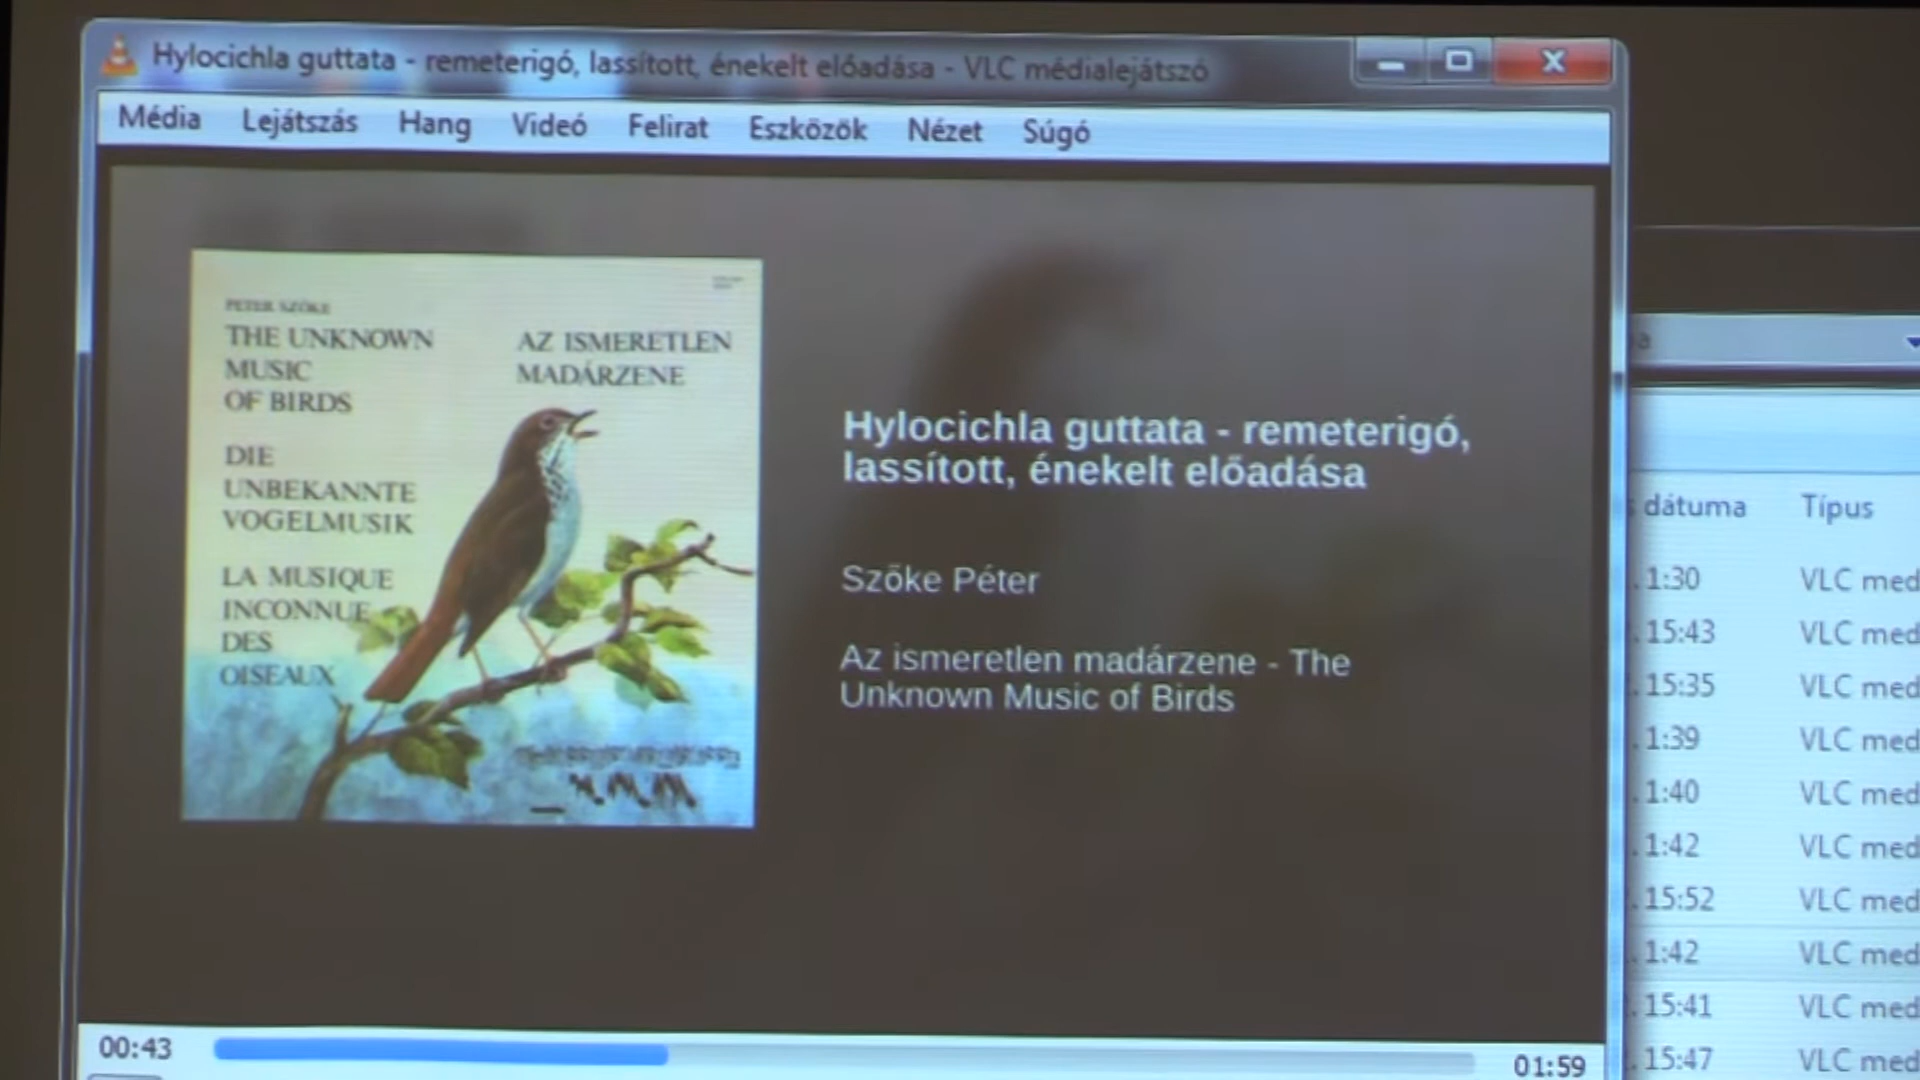 Hylocichla guttata - remeterigó, lassított, énekelt előadása - VLC médialejátszó
Média Lejátszás Hang Videó Felirat Eszközök Nézet Súgó
PETER SZŐKE
THE UNKNOWN
MUSIC
OF BIRDS
AZ ISMERETLEN
MADÁRZENE
DIE
UNBEKANNTE
VOGELMUSIK
LA MUSIQUE
INCONNUE
DES
OISEAUX
Hylocichla guttata - remeterigó,
lassított, énekelt előadása
Szőke Péter
Az ismeretlen madárzene - The
Unknown Music of Birds
00:43
01:59
dátuma Típus
1:30 VLC med
15:43 VLC med
15:35 VLC med
1:39 VLC med
1:40 VLC med
1:42 VLC med
15:52 VLC med
1:42 VLC med
15:41 VLC med
15:47 VLC med